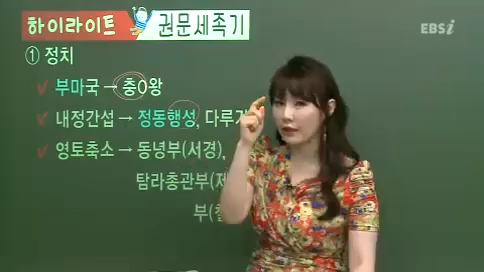 하이라이트 권문세족기
EBSi
① 정치
✓ 부마국 → 충O왕
✓ 내정간섭 → 정동행성, 다루가
✓ 영토축소 → 동녕부(서경),
탐라총관부(제
부(